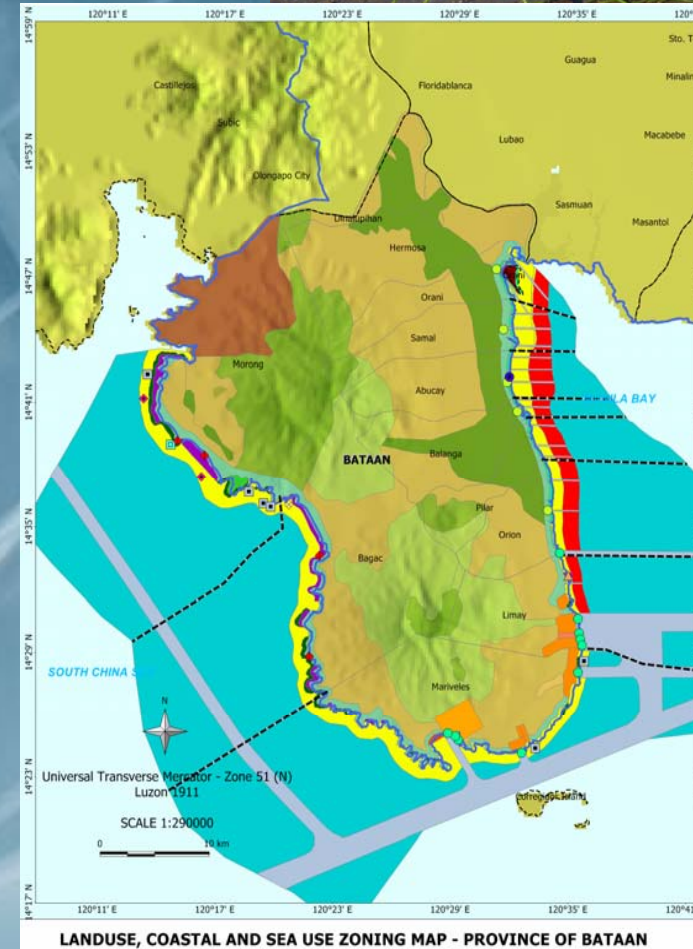 120°11' E 120°17' E 120°23' E 120°29' E 120°35' E
14°59' N
14°53' N
14°47' N
14°41' N
14°35' N
14°29' N
14°23' N
14°17' N
Sto. T
Guagua
Castillejos
Floridablanca
Minalin
Subic
Macabebe
Lubao
Olongapo City
Sasmuan
Masantol
Dinalupihan
Hermosa
Orani
Samal
Morong
Abucay
BAY
BATAAN
Balanga
Pilar
Orion
Bagac
Limay
SOUTH CHINA
Mariveles
N
Universal Transverse Mercator - Zone 51 (N)
Luzon 1911
Corregidor Island
SCALE 1:290000
0 10 km
120°11' E 120°17' E 120°23' E 120°29' E 120°35' E 120°41
LANDUSE, COASTAL AND SEA USE ZONING MAP - PROVINCE OF BATAAN